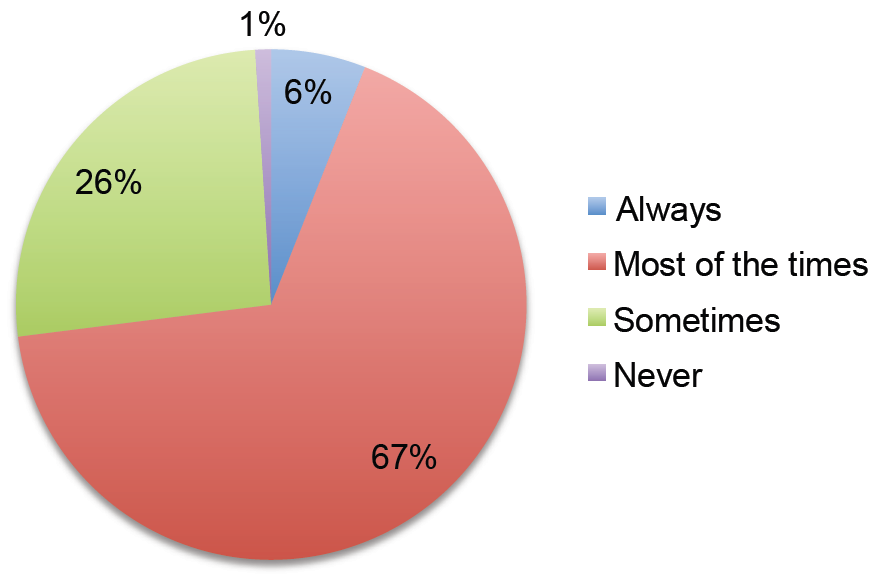 1%
6%
26%
67%
Always
Most of the times
Sometimes
Never